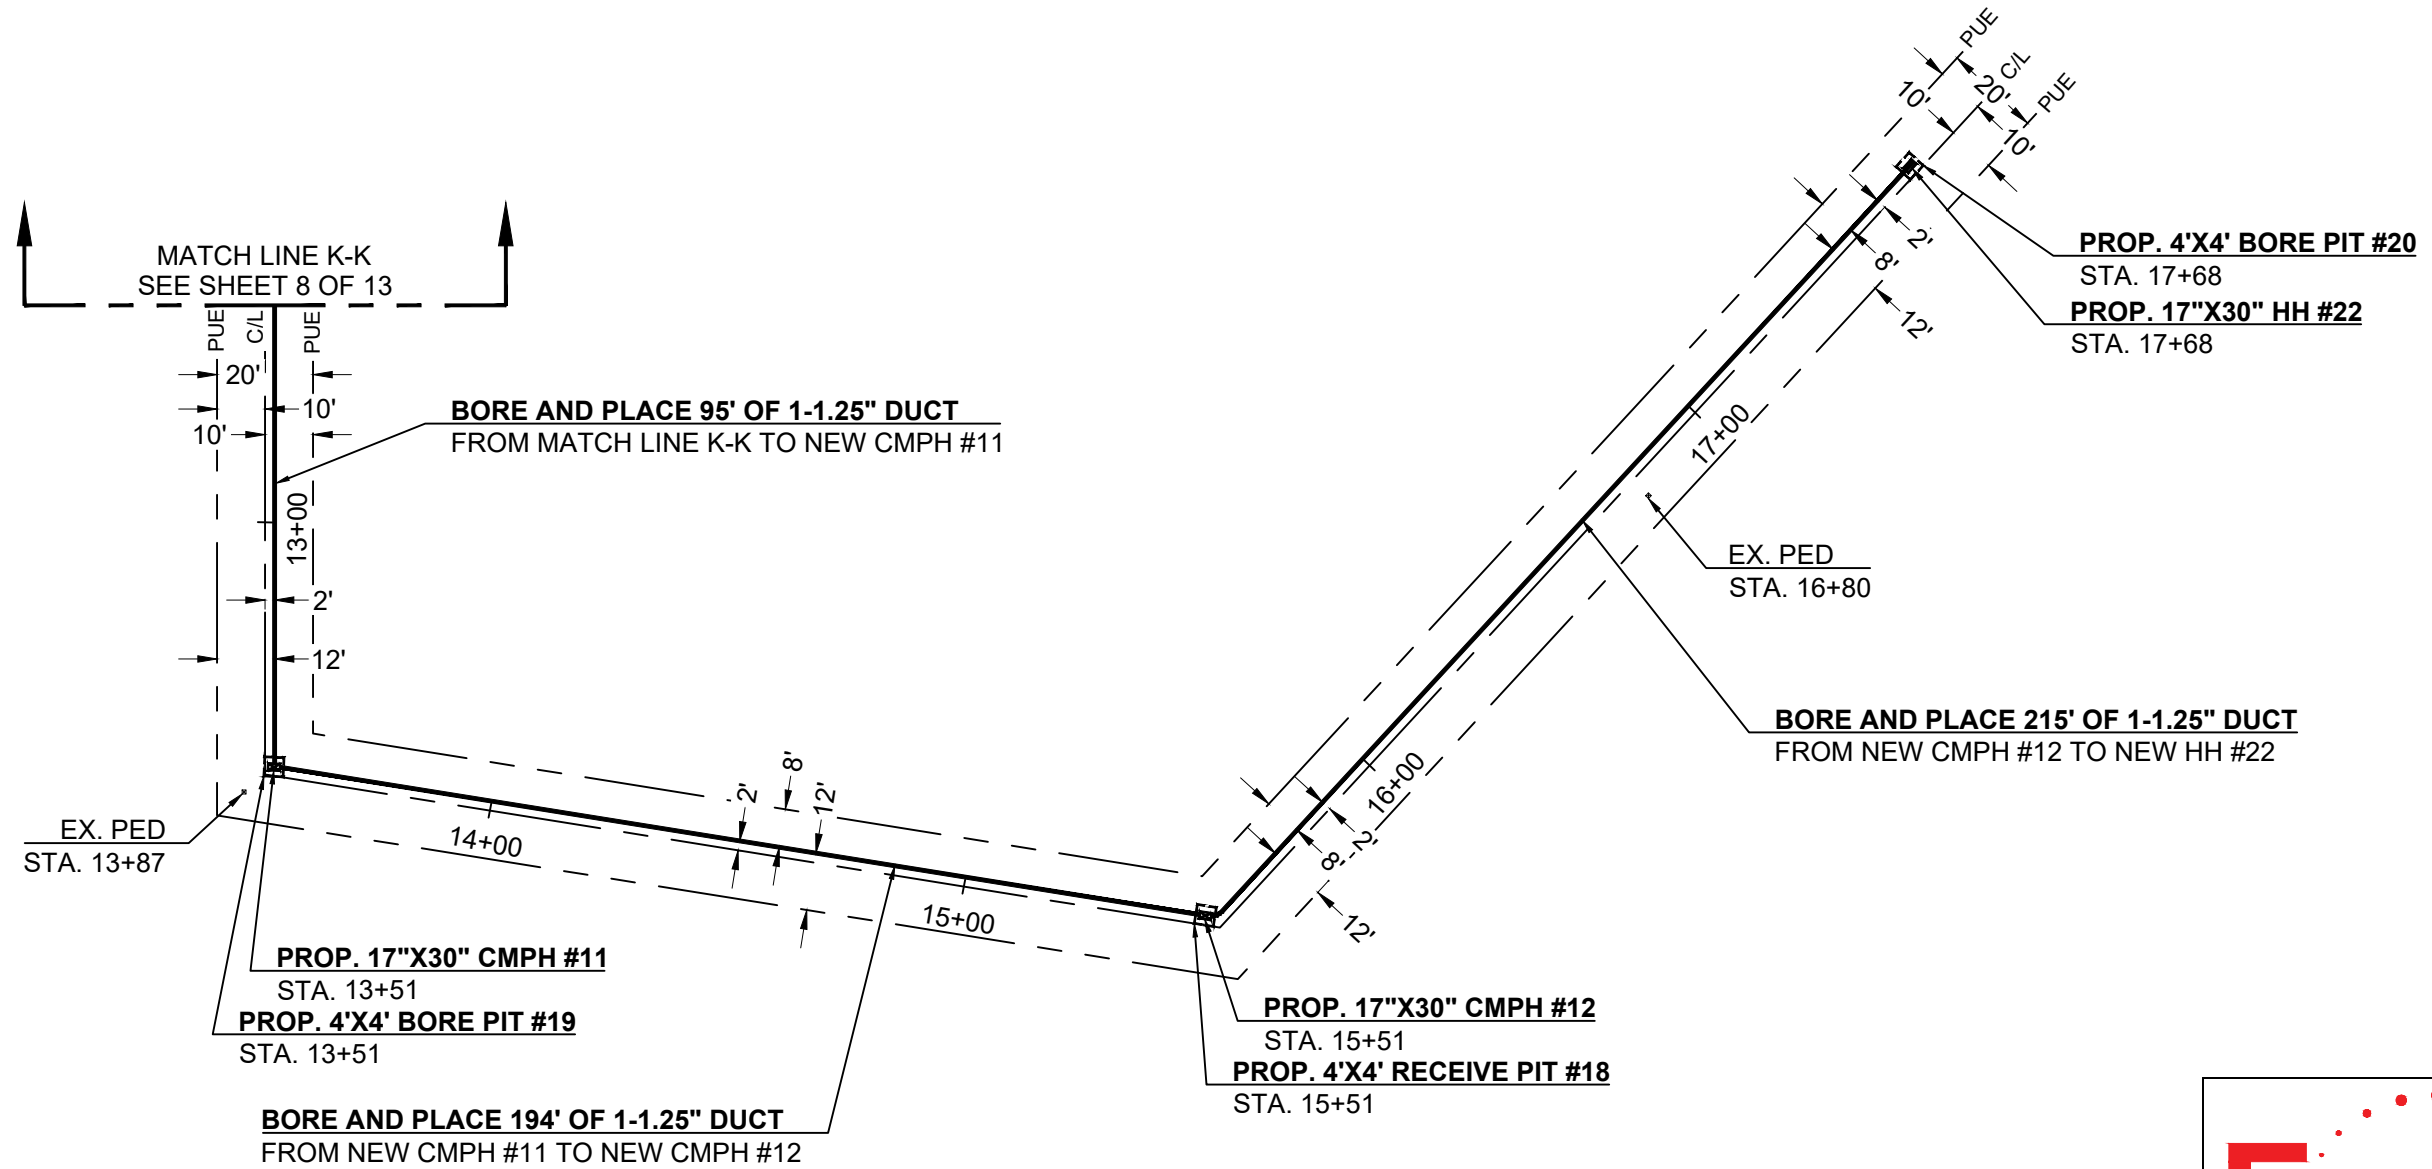 PUE
C/L
PUE
10'
20'
10'
MATCH LINE K-K
SEE SHEET 8 OF 13
PUE
C/L
PUE
20'
10'
10'
BORE AND PLACE 95' OF 1-1.25" DUCT
FROM MATCH LINE K-K TO NEW CMPH #11
13+00
2'
12'
2'
8'
12'
PROP. 4'X4' BORE PIT #20
STA. 17+68
PROP. 17"X30" HH #22
STA. 17+68
17+00
EX. PED
STA. 16+80
BORE AND PLACE 215' OF 1-1.25" DUCT
FROM NEW CMPH #12 TO NEW HH #22
16+00
2'
8'
12'
2'
8'
12'
14+00
15+00
EX. PED
STA. 13+87
PROP. 17"X30" CMPH #11
STA. 13+51
PROP. 4'X4' BORE PIT #19
STA. 13+51
PROP. 17"X30" CMPH #12
STA. 15+51
PROP. 4'X4' RECEIVE PIT #18
STA. 15+51
BORE AND PLACE 194' OF 1-1.25" DUCT
FROM NEW CMPH #11 TO NEW CMPH #12